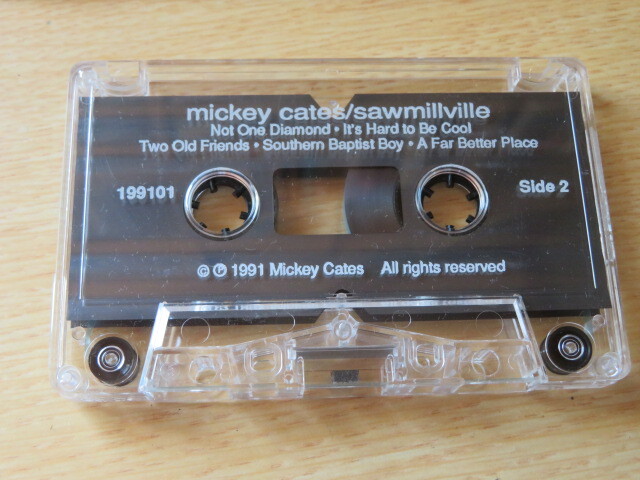 mickey cates/sawmillville
Not One Diamond • It's Hard to Be Cool
Two Old Friends • Southern Baptist Boy • A Far Better Place
199101
Side 2
© ℗ 1991 Mickey Cates All rights reserved